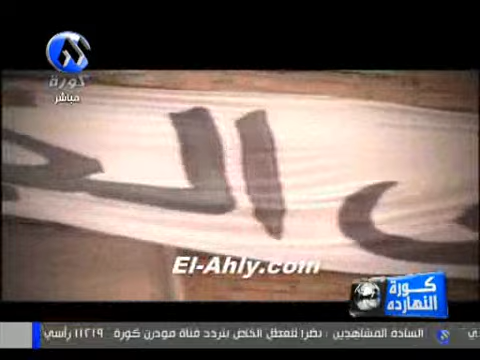 كورة
مباشر
El-Ahly.com
كورة
النهارده
السادة المشاهدين : نظرا لتعطل الخاص بتردد قناة مودرن كورة ١١٢١٩ رأسي